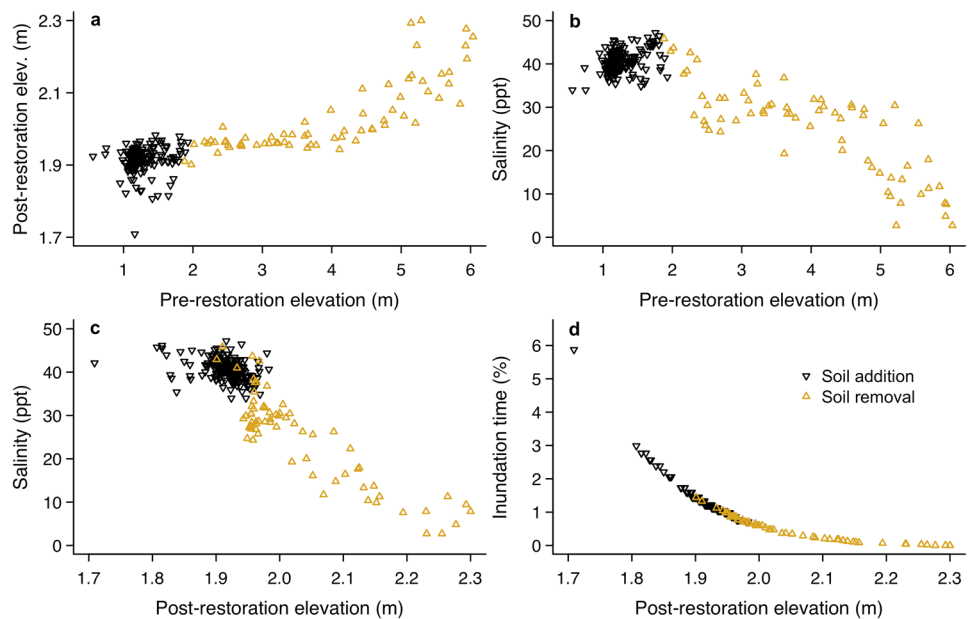 a
2.3
2.1
1.9
1.7
Post-restoration elev. (m)
1 2 3 4 5 6
Pre-restoration elevation (m)
b
50
40
30
20
10
0
Salinity (ppt)
1 2 3 4 5 6
Pre-restoration elevation (m)
c
50
40
30
20
10
0
Salinity (ppt)
1.7 1.8 1.9 2.0 2.1 2.2 2.3
Post-restoration elevation (m)
d
6
5
4
3
2
1
0
Inundation time (%)
Soil addition
Soil removal
1.7 1.8 1.9 2.0 2.1 2.2 2.3
Post-restoration elevation (m)